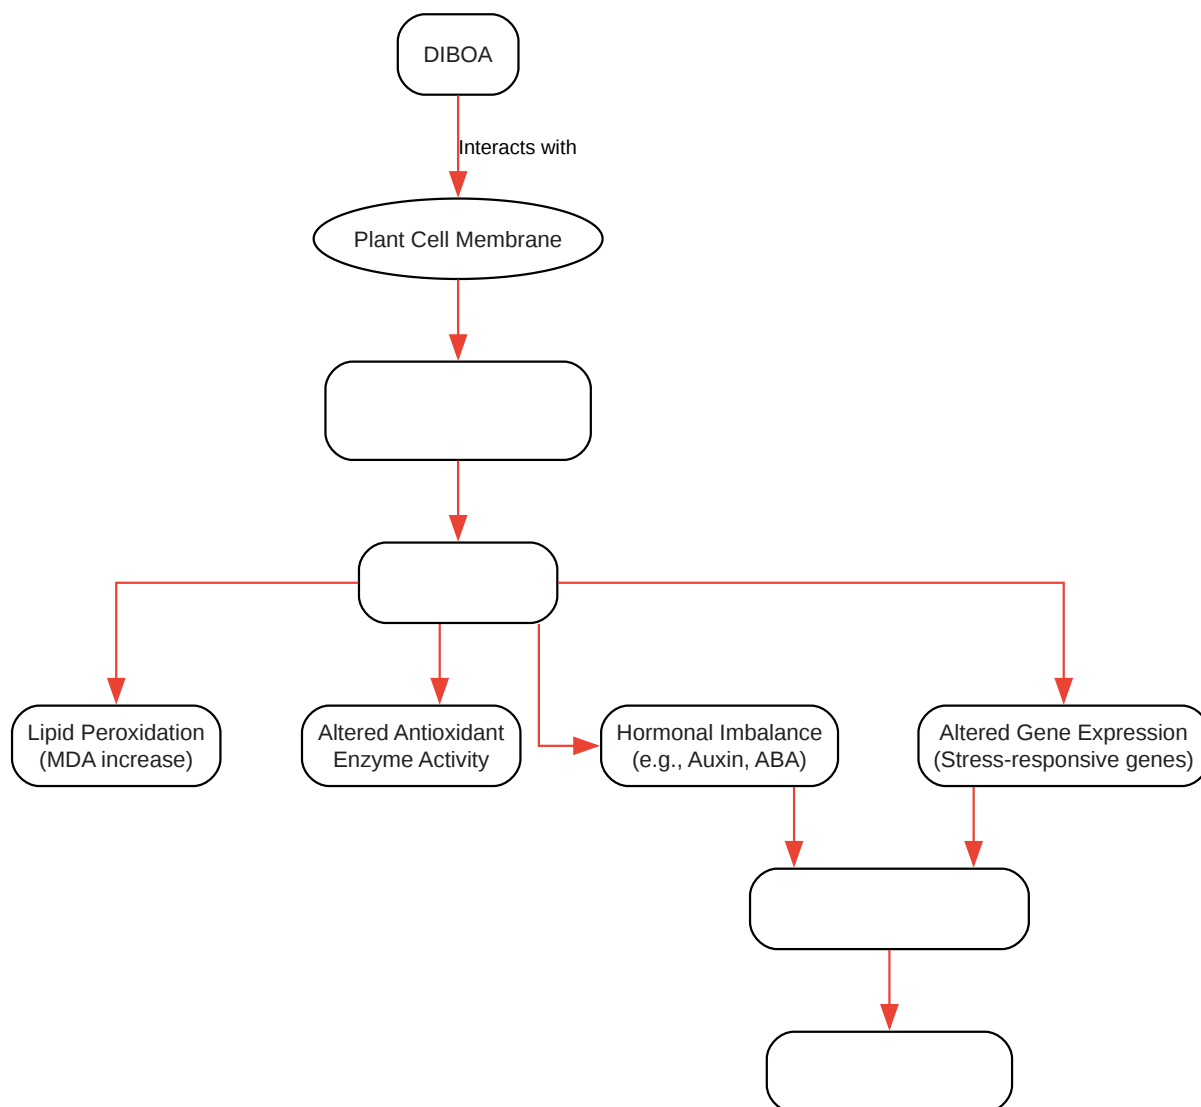 DIBOA
Interacts with
Plant Cell Membrane
Lipid Peroxidation
(MDA increase)
Altered Antioxidant
Enzyme Activity
Hormonal Imbalance
(e.g., Auxin, ABA)
Altered Gene Expression
(Stress-responsive genes)